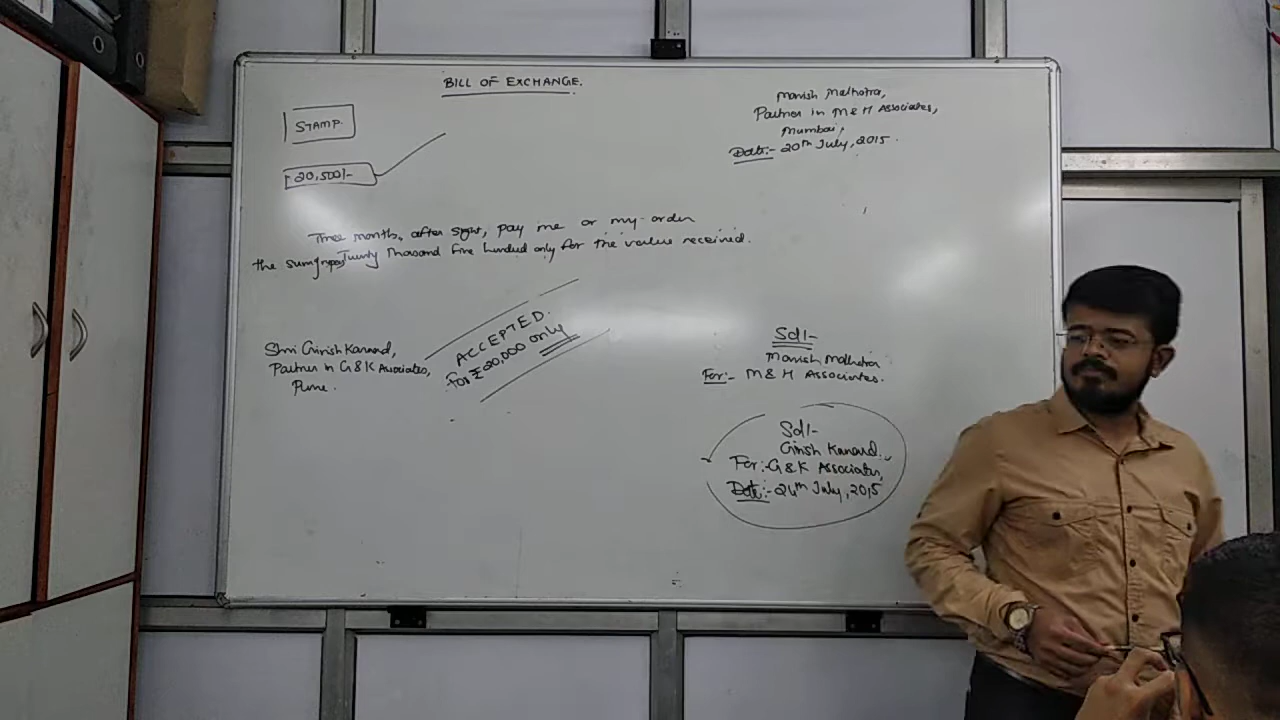 BILL OF EXCHANGE.
Manish Malhotra,
Partner in M & M Associates,
Mumbai,
Date:- 20th July, 2015.
STAMP.
20,500/-
Three months after sight, pay me or my order
the sum of rupees Twenty Thousand Five hundred only for the value received.
Shri Girish Karnad,
Partner in G & K Associates,
Pune.
ACCEPTED.
For ₹ 20,000 only
Sd/-
Manish Malhotra
For:- M & M Associates.
Sd/-
Girish Karnad.
For:- G & K Associates,
Date:- 24th July, 2015